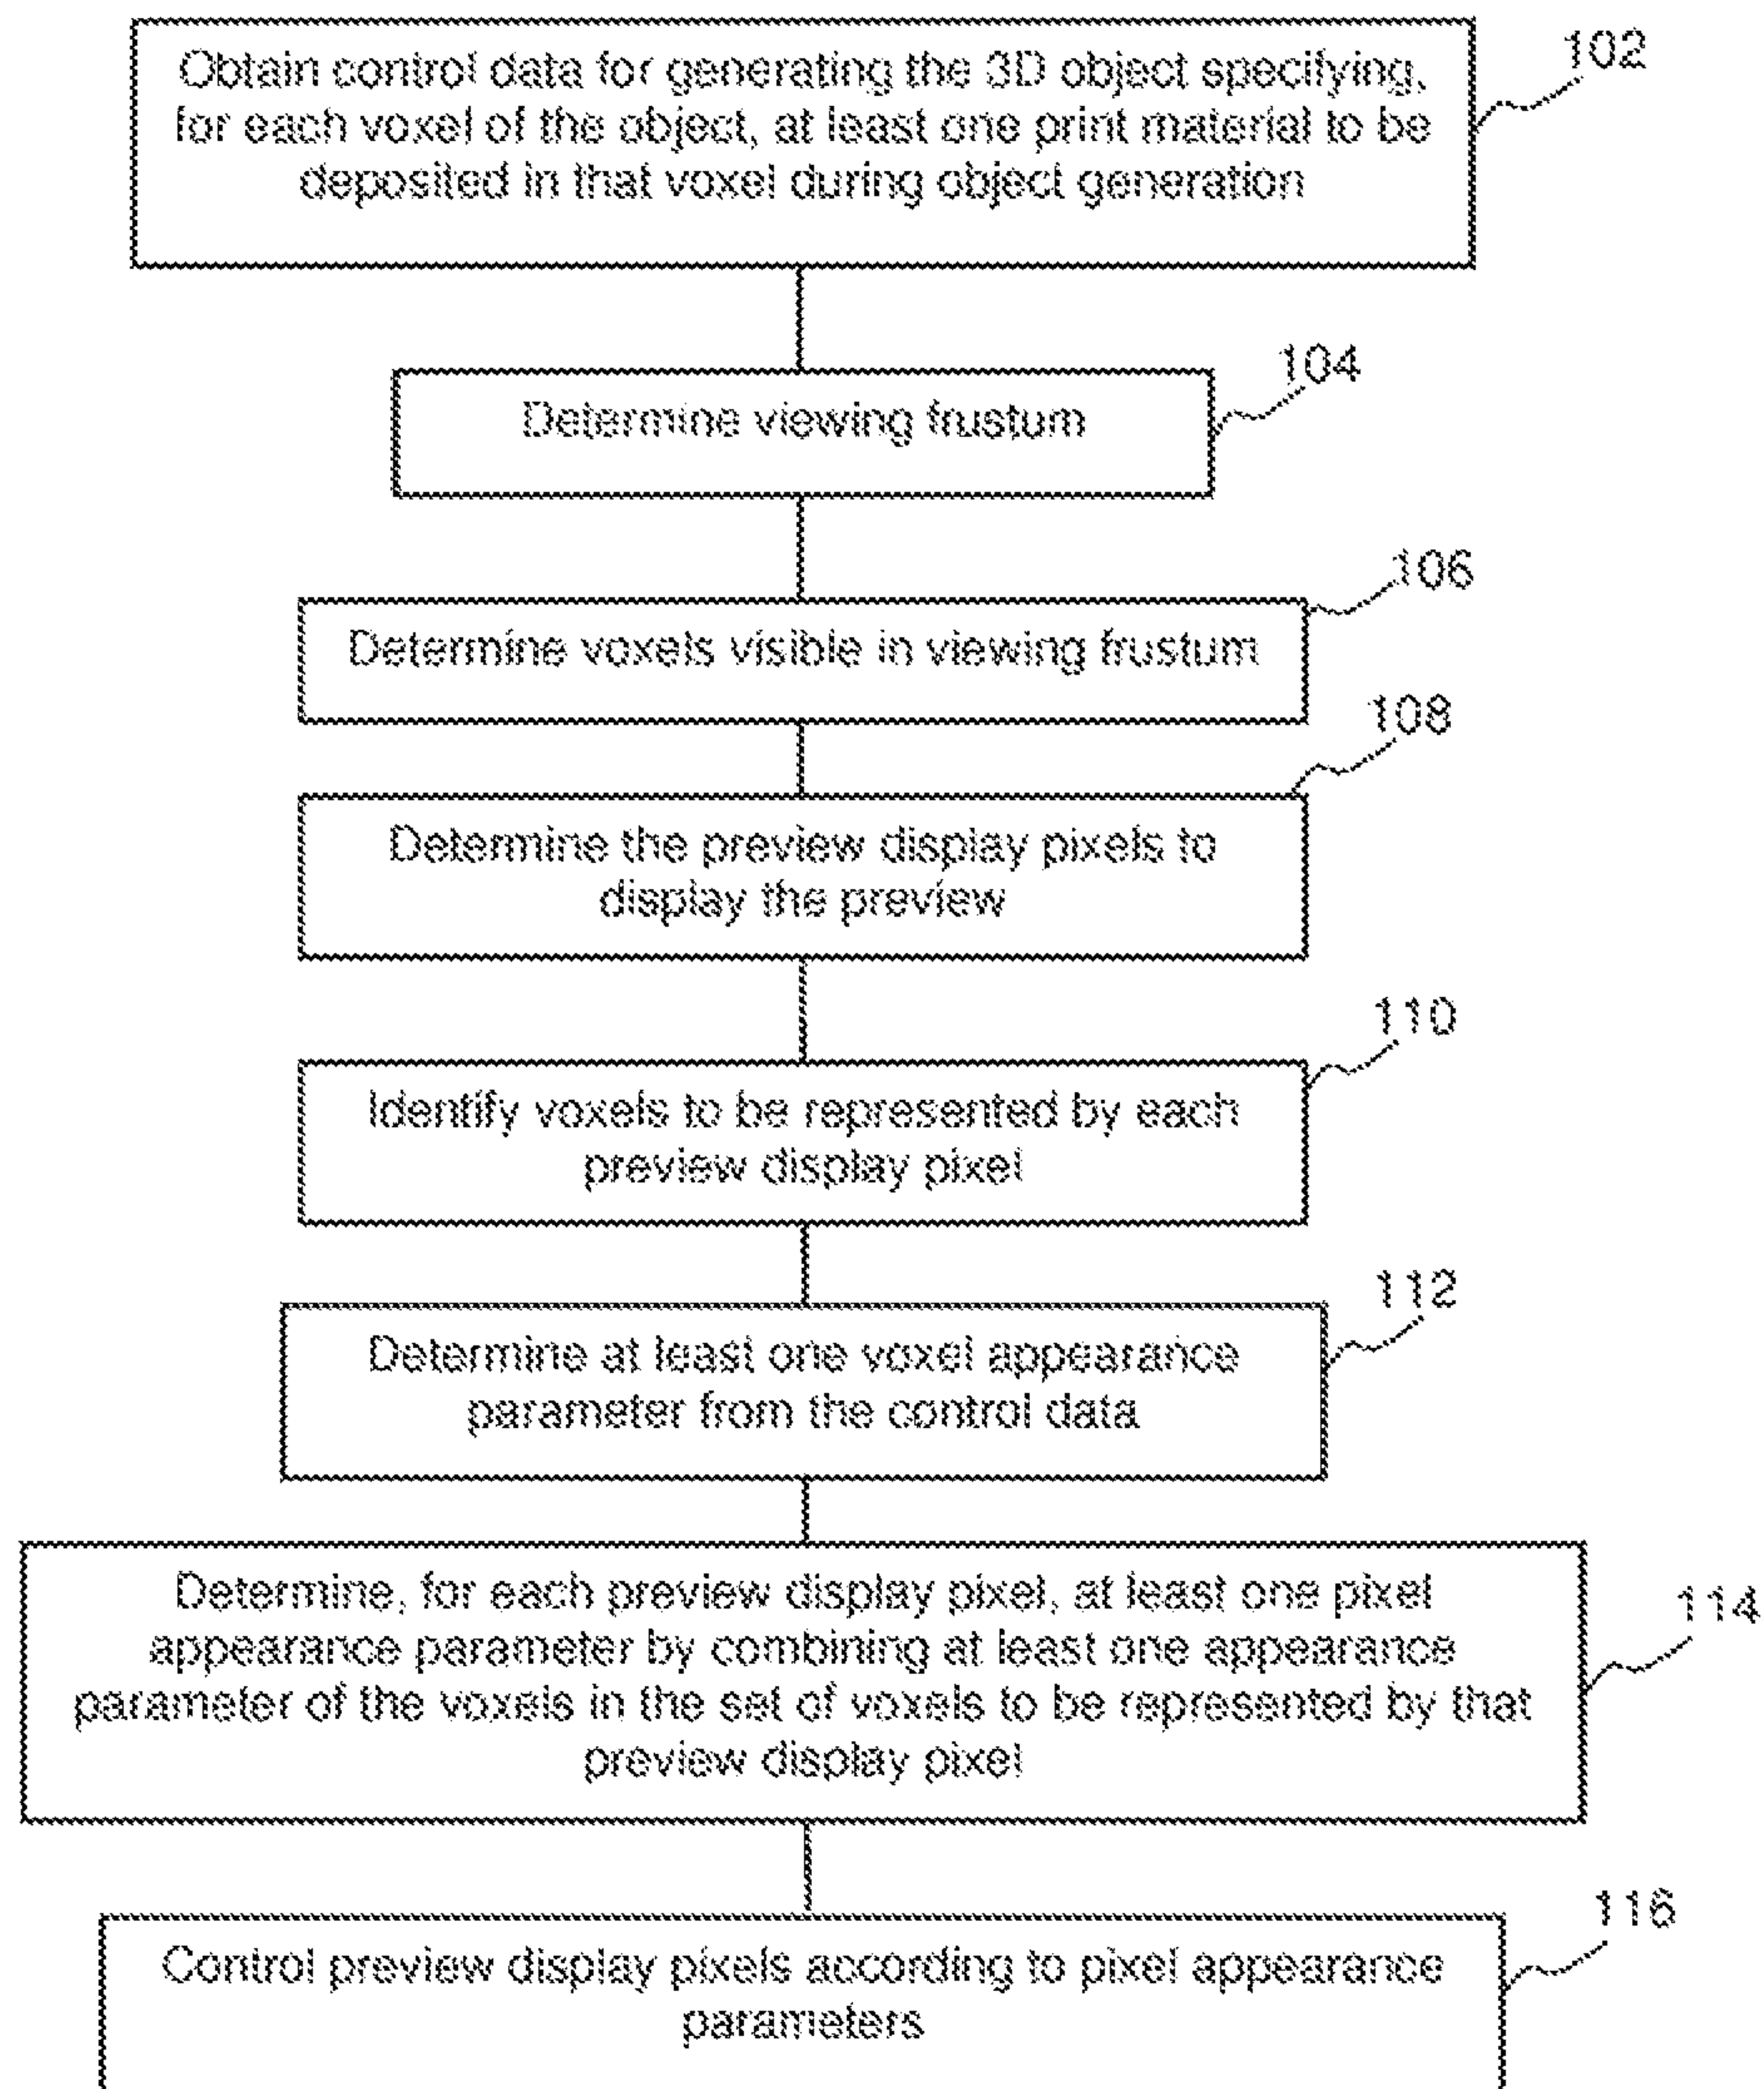 Obtain control data for generating the 3D object specifying,
for each voxel of the object, at least one print material to be
deposited in that voxel during object generation
102
Determine viewing frustum
104
Determine voxels visible in viewing frustum
106
Determine the preview display pixels to
display the preview
108
Identify voxels to be represented by each
preview display pixel
110
Determine at least one voxel appearance
parameter from the control data
112
Determine, for each preview display pixel, at least one pixel
appearance parameter by combining at least one appearance
parameter of the voxels in the set of voxels to be represented by that
preview display pixel
114
Control preview display pixels according to pixel appearance
parameters
116